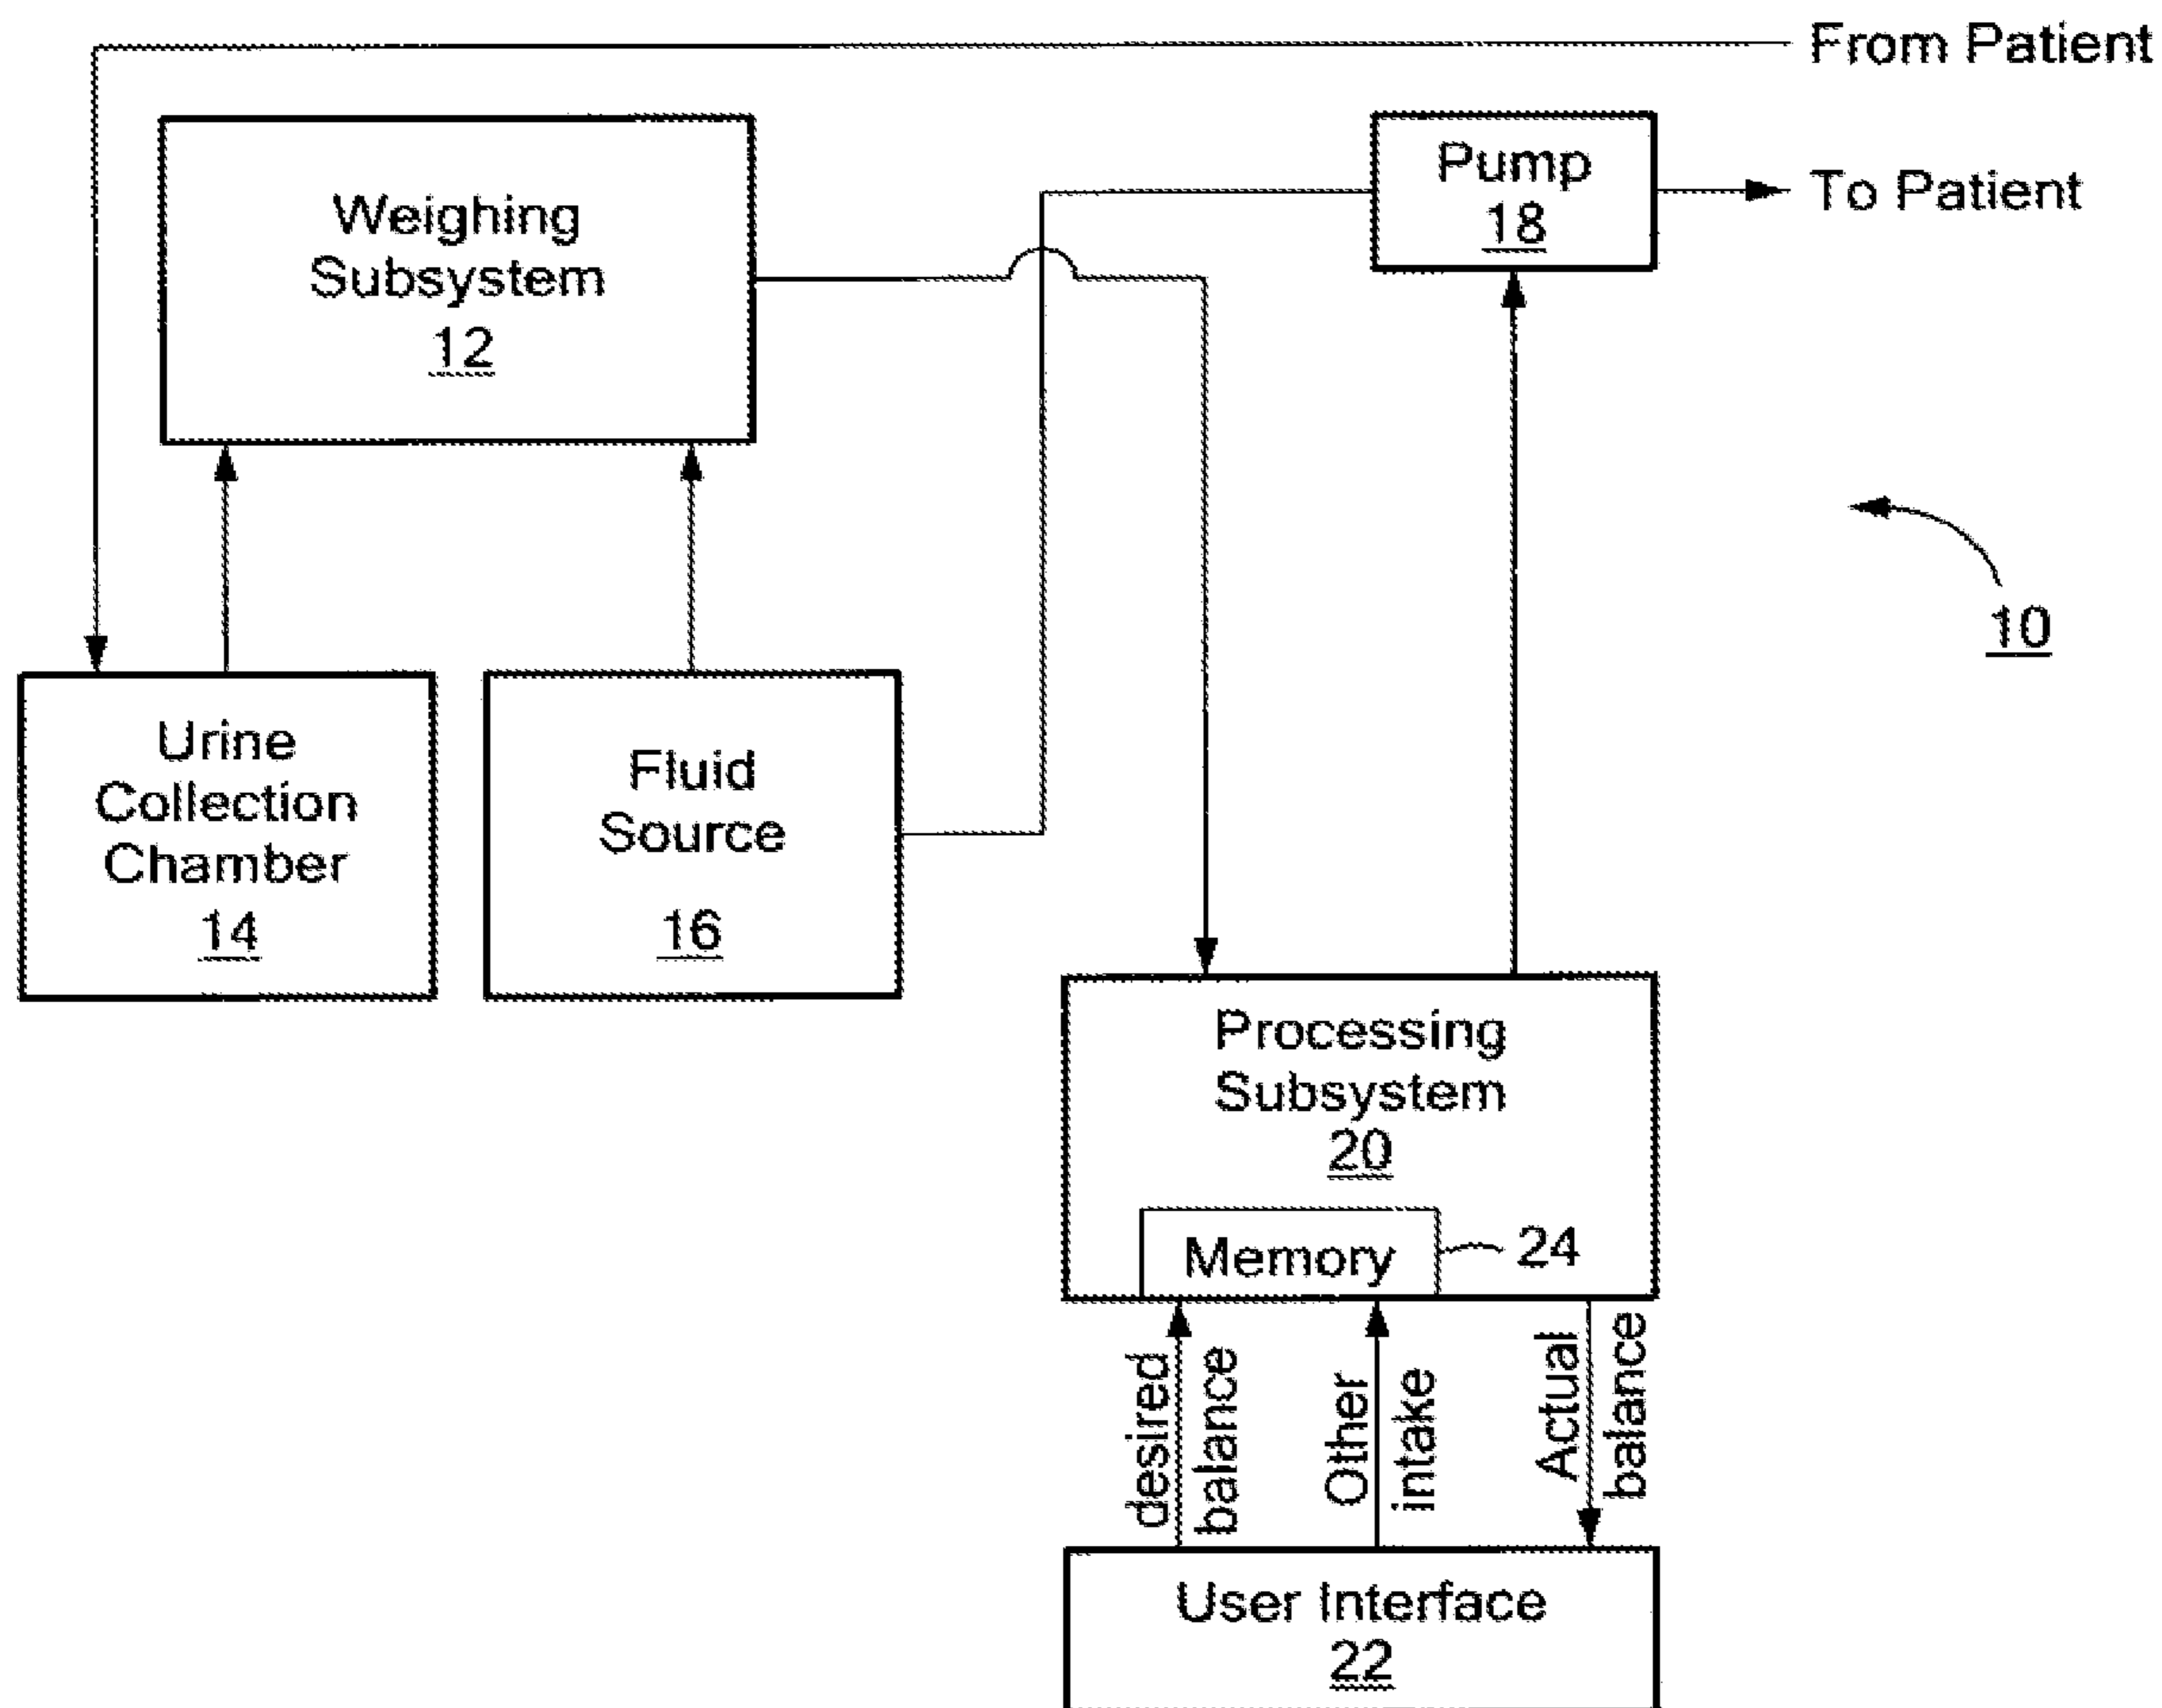 From Patient
Weighing
Subsystem
12
Pump
18
To Patient
10
Urine
Collection
Chamber
14
Fluid
Source
16
Processing
Subsystem
20
Memory
24
desired
balance
Other
intake
Actual
balance
User Interface
22